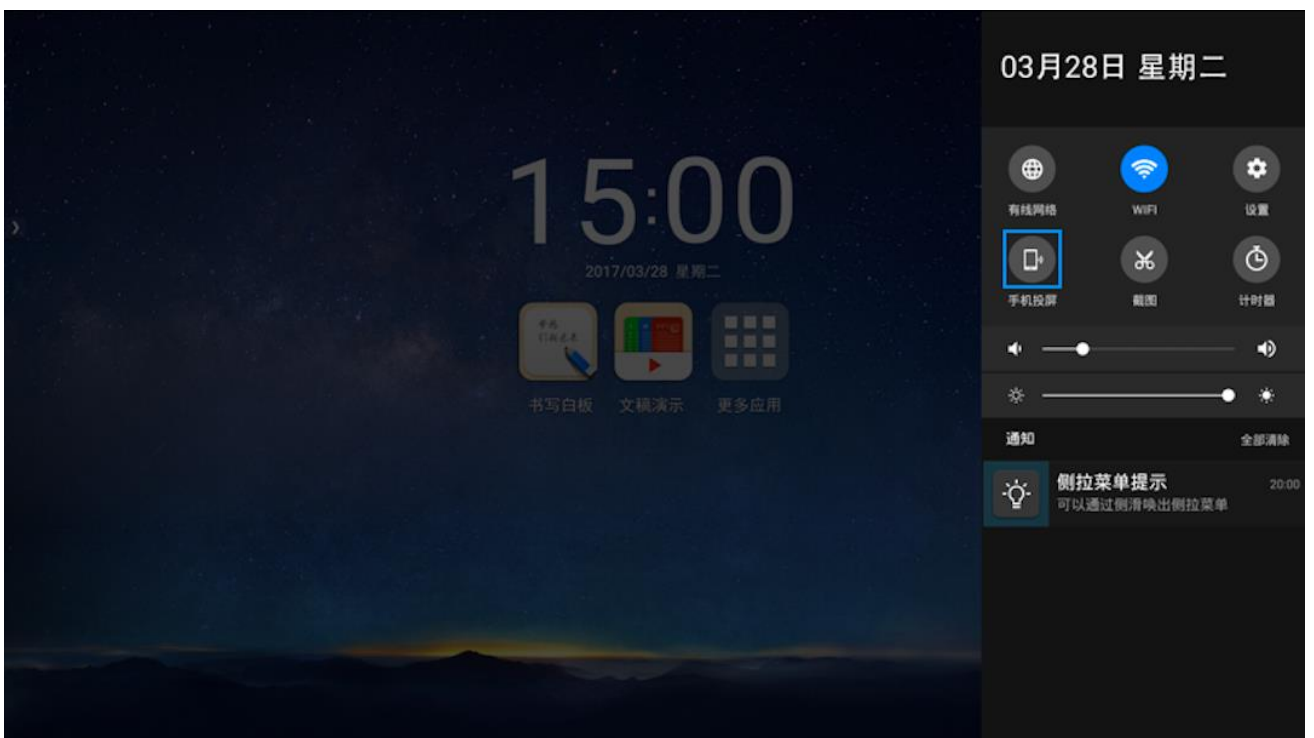 03月28日 星期二
15:00
2017/03/28 星期二
有线网络 WIFI 设置
手机投屏 截图 计时器
书写白板 文稿演示 更多应用
通知 全部清除
侧拉菜单提示 20:00
可以通过侧滑唤出侧拉菜单